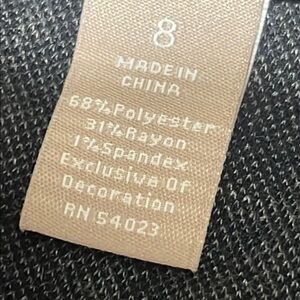 8
MADE IN
CHINA
68%Polyester
31%Rayon
1%Spandex
Exclusive Of
Decoration
RN 54023